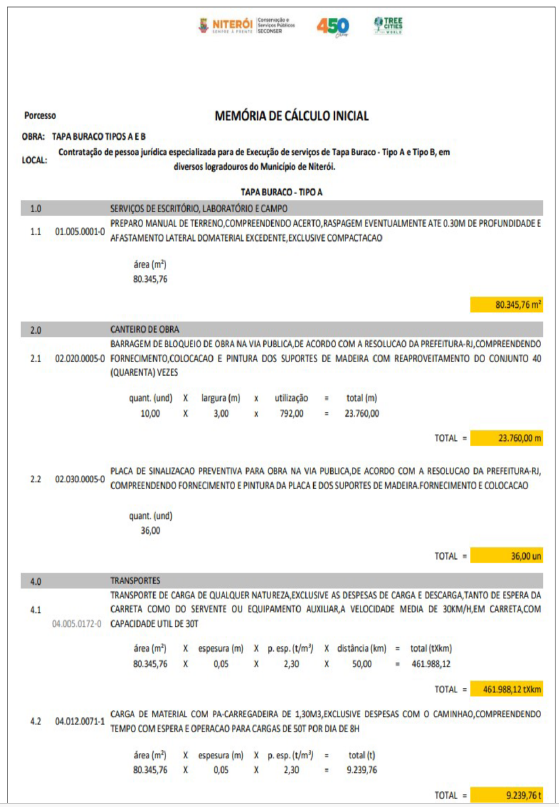 NITERÓI
SEMPRE À FRENTE
Conservação e
Serviços Públicos
SECONSER
450
TREE
CITIES
WORLD
Porcesso
MEMÓRIA DE CÁLCULO INICIAL
OBRA: TAPA BURACO TIPOS A E B
LOCAL: Contratação de pessoa jurídica especializada para de Execução de serviços de Tapa Buraco - Tipo A e Tipo B, em
diversos logradouros do Município de Niterói.
TAPA BURACO - TIPO A
1.0 SERVIÇOS DE ESCRITÓRIO, LABORATÓRIO E CAMPO
1.1 01.005.0001-0 PREPARO MANUAL DE TERRENO,COMPREENDENDO ACERTO,RASPAGEM EVENTUALMENTE ATE 0.30M DE PROFUNDIDADE E
AFASTAMENTO LATERAL DOMATERIAL EXCEDENTE,EXCLUSIVE COMPACTACAO
área (m²)
80.345,76
80.345,76 m²
2.0 CANTEIRO DE OBRA
BARRAGEM DE BLOQUEIO DE OBRA NA VIA PUBLICA,DE ACORDO COM A RESOLUCAO DA PREFEITURA-RJ,COMPREENDENDO
2.1 02.020.0005-0 FORNECIMENTO,COLOCACAO E PINTURA DOS SUPORTES DE MADEIRA COM REAPROVEITAMENTO DO CONJUNTO 40
(QUARENTA) VEZES
quant. (und) X largura (m) x utilização = total (m)
10,00 X 3,00 x 792,00 = 23.760,00
TOTAL = 23.760,00 m
2.2 02.030.0005-0 PLACA DE SINALIZACAO PREVENTIVA PARA OBRA NA VIA PUBLICA,DE ACORDO COM A RESOLUCAO DA PREFEITURA-RJ,
COMPREENDENDO FORNECIMENTO E PINTURA DA PLACA E DOS SUPORTES DE MADEIRA.FORNECIMENTO E COLOCACAO
quant. (und)
36,00
TOTAL = 36,00 un
4.0 TRANSPORTES
TRANSPORTE DE CARGA DE QUALQUER NATUREZA,EXCLUSIVE AS DESPESAS DE CARGA E DESCARGA,TANTO DE ESPERA DA
4.1 CARRETA COMO DO SERVENTE OU EQUIPAMENTO AUXILIAR,A VELOCIDADE MEDIA DE 30KM/H,EM CARRETA,COM
04.005.0172-0 CAPACIDADE UTIL DE 30T
área (m²) X espesura (m) X p. esp. (t/m³) X distância (km) = total (tXkm)
80.345,76 X 0,05 X 2,30 X 50,00 = 461.988,12
TOTAL = 461.988,12 tXkm
4.2 04.012.0071-1 CARGA DE MATERIAL COM PA-CARREGADEIRA DE 1,30M3,EXCLUSIVE DESPESAS COM O CAMINHAO,COMPREENDENDO
TEMPO COM ESPERA E OPERACAO PARA CARGAS DE 50T POR DIA DE 8H
área (m²) X espesura (m) X p. esp. (t/m³) = total (t)
80.345,76 X 0,05 X 2,30 = 9.239,76
TOTAL = 9.239,76 t